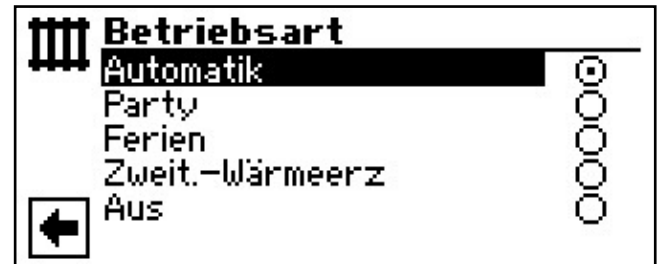 Betriebsart
Automatik
Party
Ferien
Zweit.-Wärmeerz
Aus